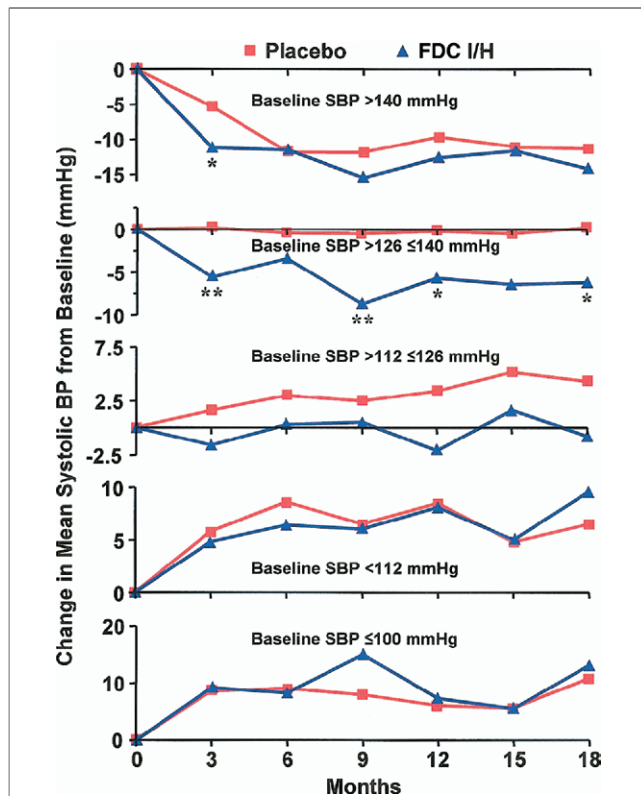 Placebo FDC I/H
Change in Mean Systolic BP from Baseline (mmHg)
0
-5
-10
-15
Baseline SBP >140 mmHg
*
0
-5
-10
Baseline SBP >126 ≤140 mmHg
** ** * *
7.5
5.0
2.5
-2.5
Baseline SBP >112 ≤126 mmHg
10
5
0
Baseline SBP <112 mmHg
20
10
0
Baseline SBP ≤100 mmHg
0 3 6 9 12 15 18
Months